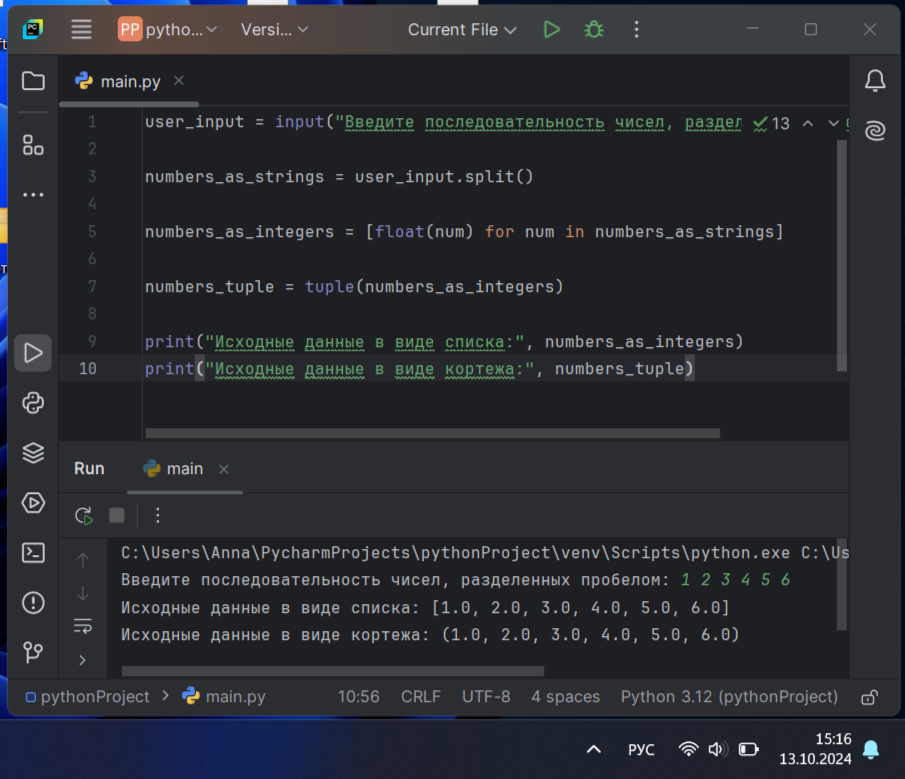 PP pytho... Versi... Current File
main.py
1 user_input = input("Введите последовательность чисел, раздел 13
2
3 numbers_as_strings = user_input.split()
4
5 numbers_as_integers = [float(num) for num in numbers_as_strings]
6
7 numbers_tuple = tuple(numbers_as_integers)
8
9 print("Исходные данные в виде списка:", numbers_as_integers)
10 print("Исходные данные в виде кортежа:", numbers_tuple)
Run main
C:\Users\Anna\PycharmProjects\pythonProject\venv\Scripts\python.exe C:\Us
Введите последовательность чисел, разделенных пробелом: 1 2 3 4 5 6
Исходные данные в виде списка: [1.0, 2.0, 3.0, 4.0, 5.0, 6.0]
Исходные данные в виде кортежа: (1.0, 2.0, 3.0, 4.0, 5.0, 6.0)
pythonProject > main.py 10:56 CRLF UTF-8 4 spaces Python 3.12 (pythonProject)
РУС 15:16
13.10.2024